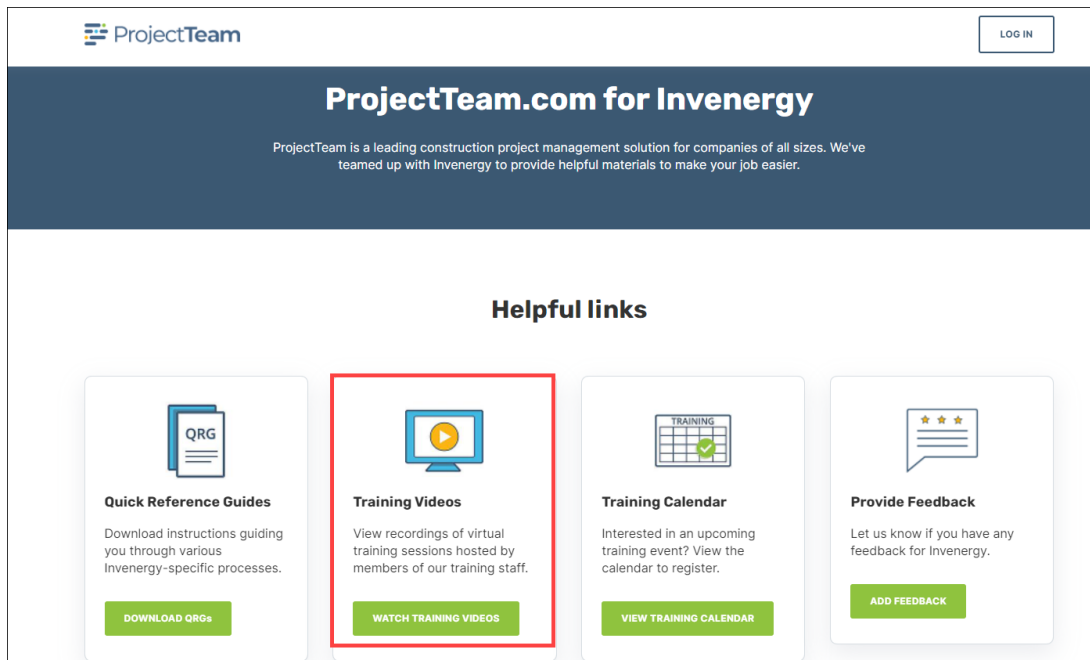 ProjectTeam
LOG IN
ProjectTeam.com for Invenergy
ProjectTeam is a leading construction project management solution for companies of all sizes. We've
teamed up with Invenergy to provide helpful materials to make your job easier.
Helpful links
QRG
Quick Reference Guides
Download instructions guiding
you through various
Invenergy-specific processes.
DOWNLOAD QRGs
Training Videos
View recordings of virtual
training sessions hosted by
members of our training staff.
WATCH TRAINING VIDEOS
TRAINING
Training Calendar
Interested in an upcoming
training event? View the
calendar to register.
VIEW TRAINING CALENDAR
Provide Feedback
Let us know if you have any
feedback for Invenergy.
ADD FEEDBACK